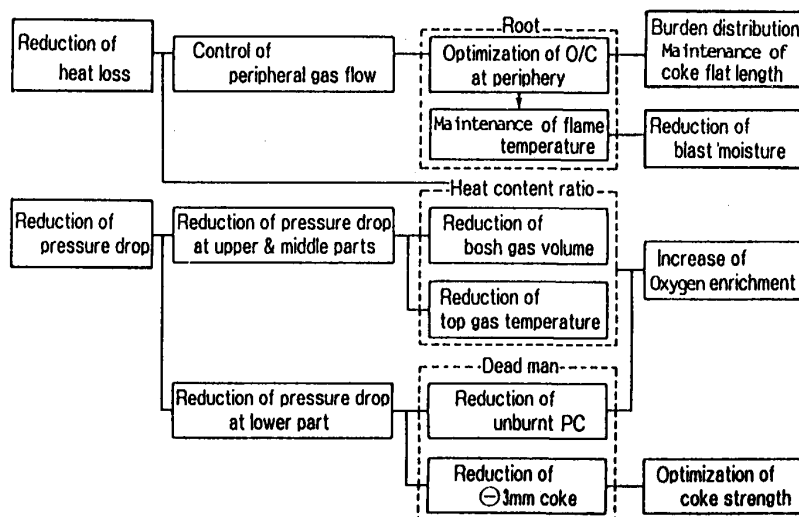 Reduction of
heat loss
Control of
peripheral gas flow
Root
Optimization of O/C
at periphery
Maintenance of flame
temperature
Burden distribution
Maintenance of
coke flat length
Reduction of
blast moisture
Reduction of
pressure drop
Reduction of pressure drop
at upper & middle parts
Heat content ratio
Reduction of
bosh gas volume
Reduction of
top gas temperature
Increase of
Oxygen enrichment
Reduction of pressure drop
at lower part
Dead man
Reduction of
unburnt PC
Reduction of
⊖3mm coke
Optimization of
coke strength